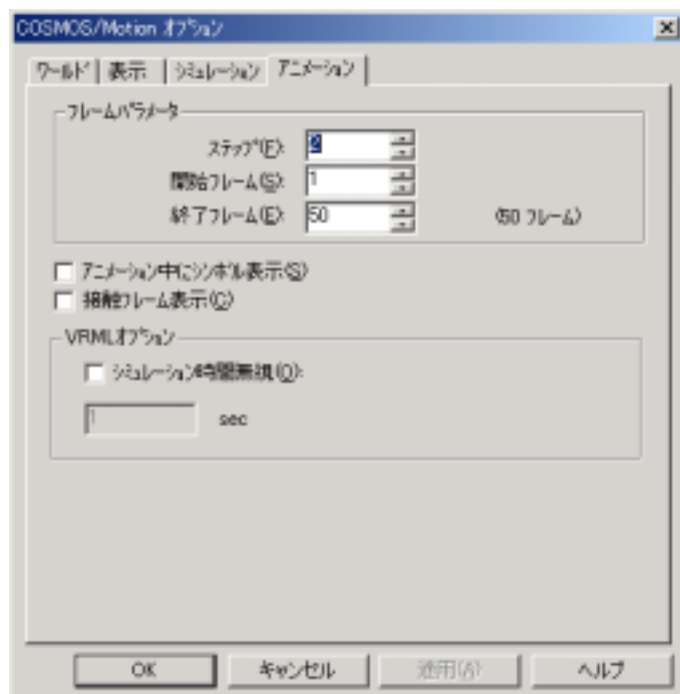 COSMOS/Motion オプション
ワールド 表示 シミュレーション アニメーション
フレームパラメータ
ステップ(F): 2
開始フレーム(S): 1
終了フレーム(E): 50 (50 フレーム)
アニメーション中にシンボル表示(S)
接触フレーム表示(C)
VRMLオプション
シミュレーション時間無視(O):
1 sec
OK キャンセル 適用(A) ヘルプ